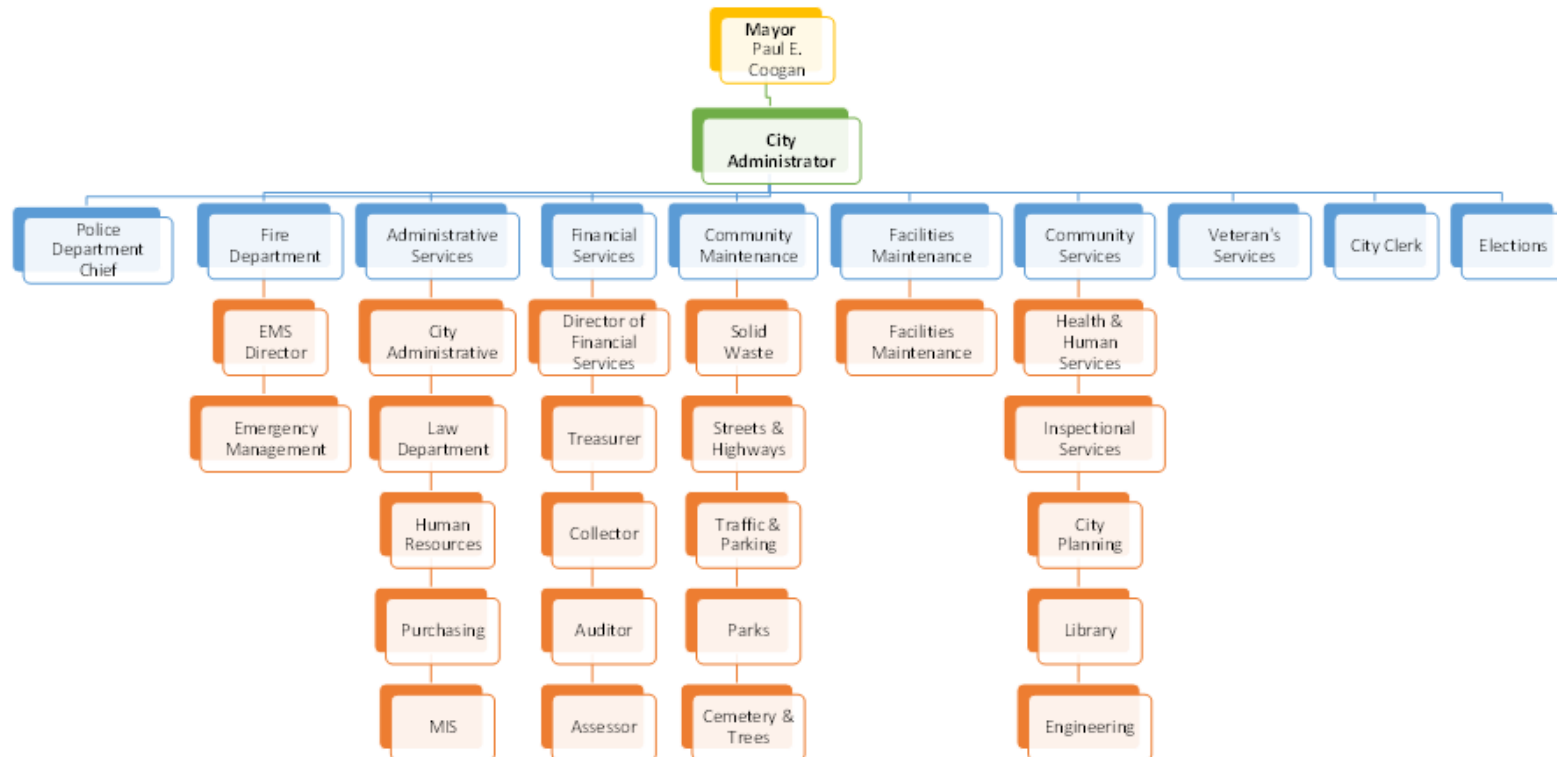 Mayor
Paul E.
Coogan
City
Administrator
Police
Department
Chief
Fire
Department
Administrative
Services
Financial
Services
Community
Maintenance
Facilities
Maintenance
Community
Services
Veteran's
Services
City Clerk
Elections
EMS
Director
City
Administrative
Director of
Financial
Services
Solid
Waste
Facilities
Maintenance
Health &
Human
Services
Emergency
Management
Law
Department
Treasurer
Streets &
Highways
Inspectional
Services
Human
Resources
Collector
Traffic &
Parking
City
Planning
Purchasing
Auditor
Parks
Library
MIS
Assessor
Cemetery &
Trees
Engineering